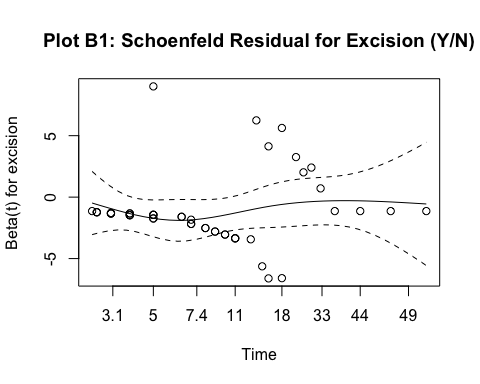 Plot B1: Schoenfeld Residual for Excision (Y/N)
Beta(t) for excision
5
0
-5
3.1 5 7.4 11 18 33 44 49
Time